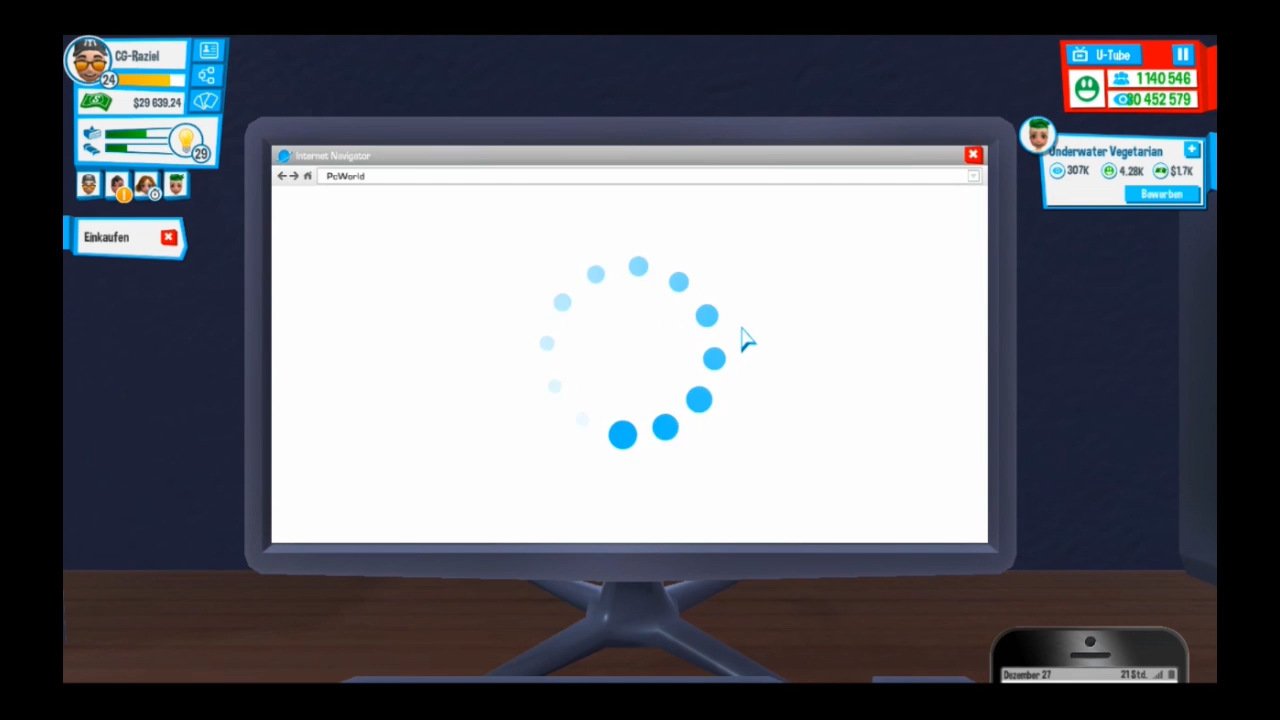 CG-Raziel
24
$29 639.24
29
Einkaufen
Internet Navigator
PcWorld
U-Tube
1 140 546
80 452 579
Underwater Vegetarian
307K 4.28K $1.7K
Bewerben
Dezember 27 21 Std.